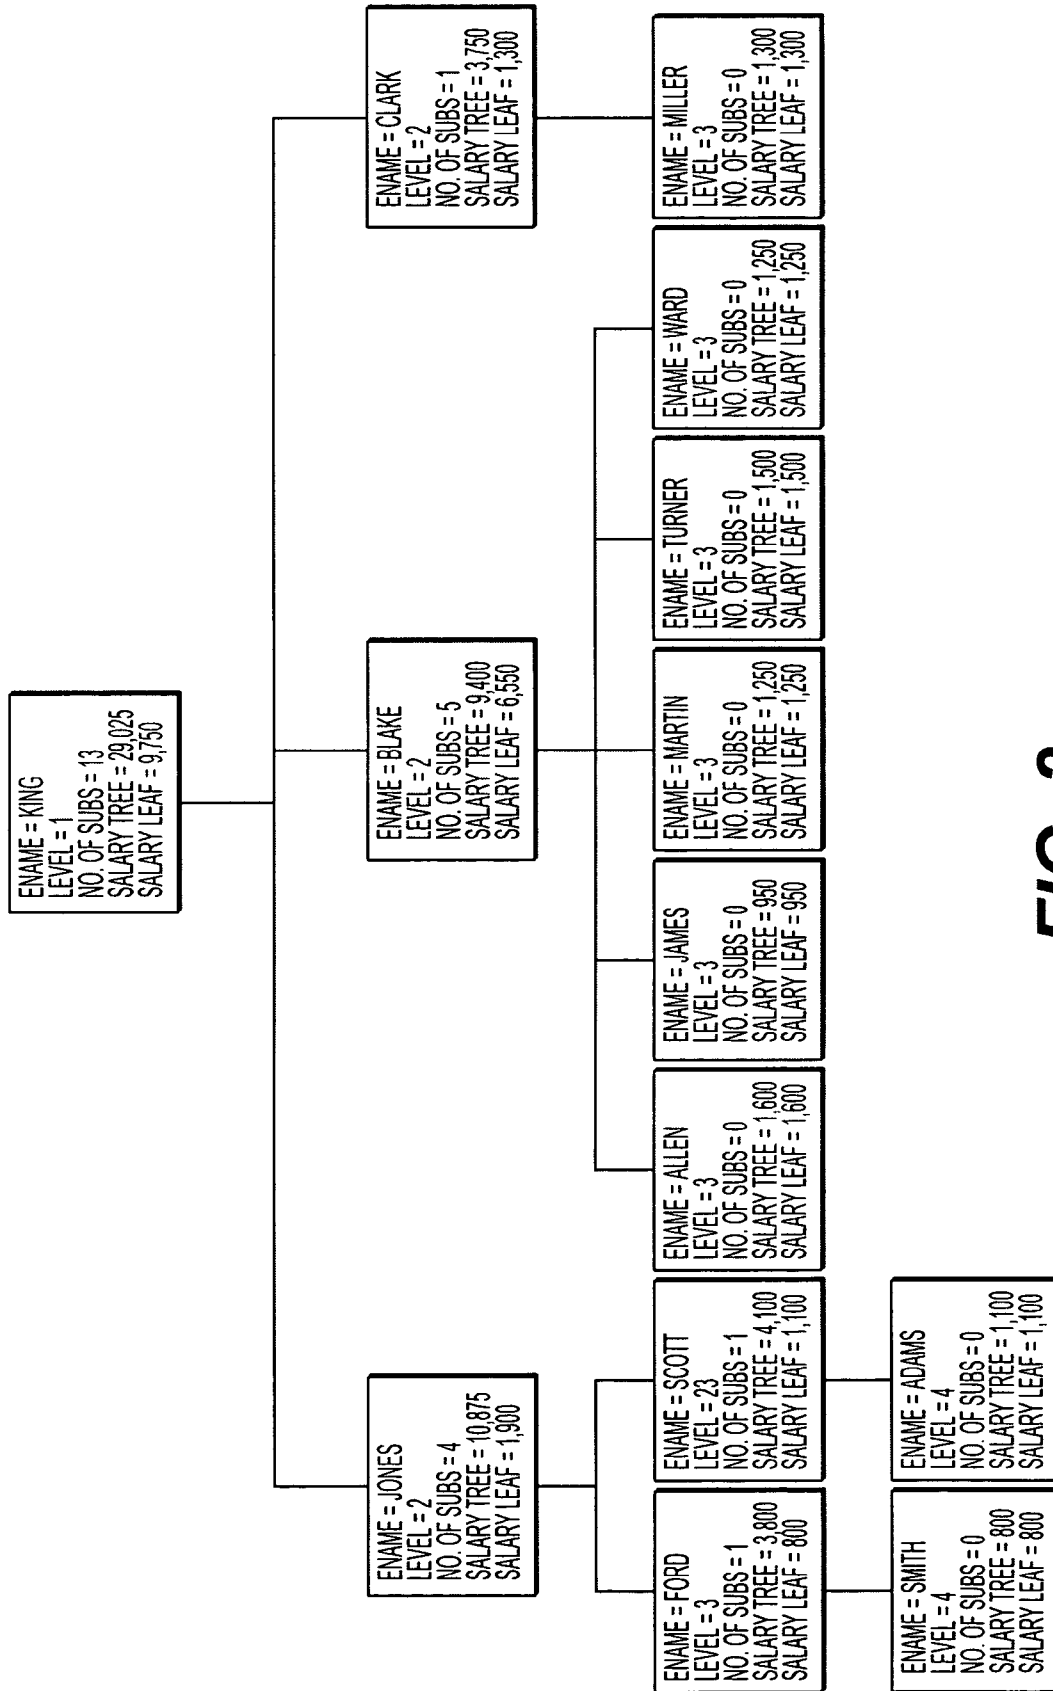 ENAME = KING
LEVEL = 1
NO. OF SUBS = 13
SALARY TREE = 29,025
SALARY LEAF = 9,750
ENAME = JONES
LEVEL = 2
NO. OF SUBS = 4
SALARY TREE = 10,875
SALARY LEAF = 1,900
ENAME = BLAKE
LEVEL = 2
NO. OF SUBS = 5
SALARY TREE = 9,400
SALARY LEAF = 6,550
ENAME = CLARK
LEVEL = 2
NO. OF SUBS = 1
SALARY TREE = 3,750
SALARY LEAF = 1,300
ENAME = FORD
LEVEL = 3
NO. OF SUBS = 1
SALARY TREE = 3,800
SALARY LEAF = 800
ENAME = SCOTT
LEVEL = 23
NO. OF SUBS = 1
SALARY TREE = 4,100
SALARY LEAF = 1,100
ENAME = ALLEN
LEVEL = 3
NO. OF SUBS = 0
SALARY TREE = 1,600
SALARY LEAF = 1,600
ENAME = JAMES
LEVEL = 3
NO. OF SUBS = 0
SALARY TREE = 950
SALARY LEAF = 950
ENAME = MARTIN
LEVEL = 3
NO. OF SUBS = 0
SALARY TREE = 1,250
SALARY LEAF = 1,250
ENAME = TURNER
LEVEL = 3
NO. OF SUBS = 0
SALARY TREE = 1,500
SALARY LEAF = 1,500
ENAME = WARD
LEVEL = 3
NO. OF SUBS = 0
SALARY TREE = 1,250
SALARY LEAF = 1,250
ENAME = MILLER
LEVEL = 3
NO. OF SUBS = 0
SALARY TREE = 1,300
SALARY LEAF = 1,300
ENAME = SMITH
LEVEL = 4
NO. OF SUBS = 0
SALARY TREE = 800
SALARY LEAF = 800
ENAME = ADAMS
LEVEL = 4
NO. OF SUBS = 0
SALARY TREE = 1,100
SALARY LEAF = 1,100
FIG.